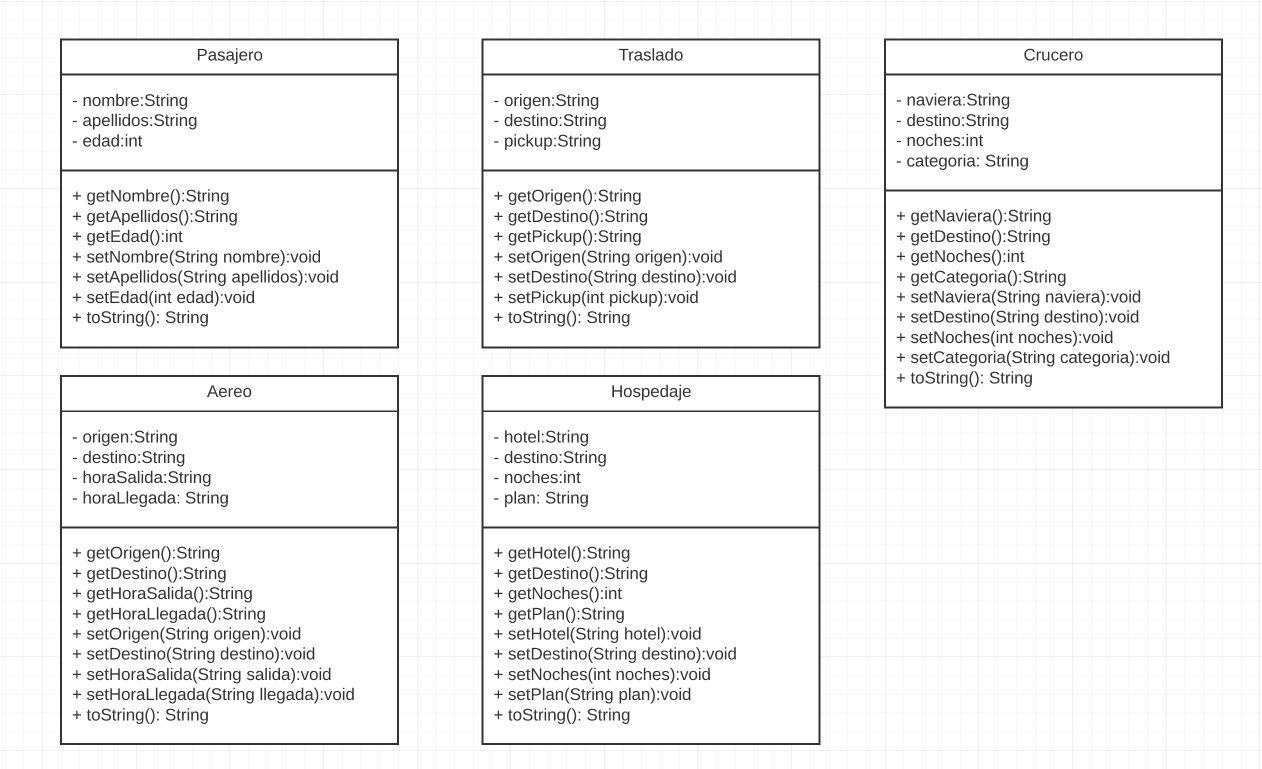 Pasajero
- nombre:String
- apellidos:String
- edad:int
+ getNombre():String
+ getApellidos():String
+ getEdad():int
+ setNombre(String nombre):void
+ setApellidos(String apellidos):void
+ setEdad(int edad):void
+ toString(): String
Traslado
- origen:String
- destino:String
- pickup:String
+ getOrigen():String
+ getDestino():String
+ getPickup():String
+ setOrigen(String origen):void
+ setDestino(String destino):void
+ setPickup(int pickup):void
+ toString(): String
Crucero
- naviera:String
- destino:String
- noches:int
- categoria: String
+ getNaviera():String
+ getDestino():String
+ getNoches():int
+ getCategoria():String
+ setNaviera(String naviera):void
+ setDestino(String destino):void
+ setNoches(int noches):void
+ setCategoria(String categoria):void
+ toString(): String
Aereo
- origen:String
- destino:String
- horaSalida:String
- horaLlegada: String
+ getOrigen():String
+ getDestino():String
+ getHoraSalida():String
+ getHoraLlegada():String
+ setOrigen(String origen):void
+ setDestino(String destino):void
+ setHoraSalida(String salida):void
+ setHoraLlegada(String llegada):void
+ toString(): String
Hospedaje
- hotel:String
- destino:String
- noches:int
- plan: String
+ getHotel():String
+ getDestino():String
+ getNoches():int
+ getPlan():String
+ setHotel(String hotel):void
+ setDestino(String destino):void
+ setNoches(int noches):void
+ setPlan(String plan):void
+ toString(): String